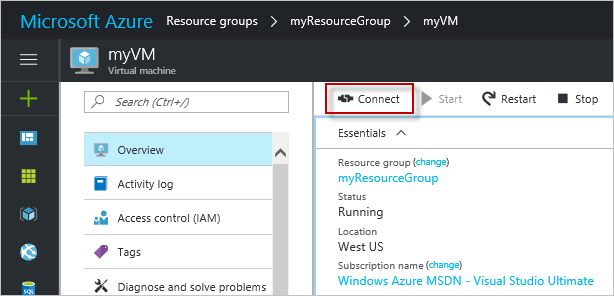 Microsoft Azure Resource groups > myResourceGroup > myVM
myVM
Virtual machine
Search (Ctrl+/)
Connect Start Restart Stop
Essentials
Overview
Activity log
Access control (IAM)
Tags
Diagnose and solve problems
Resource group (change)
myResourceGroup
Status
Running
Location
West US
Subscription name (change)
Windows Azure MSDN - Visual Studio Ultimate
SQL